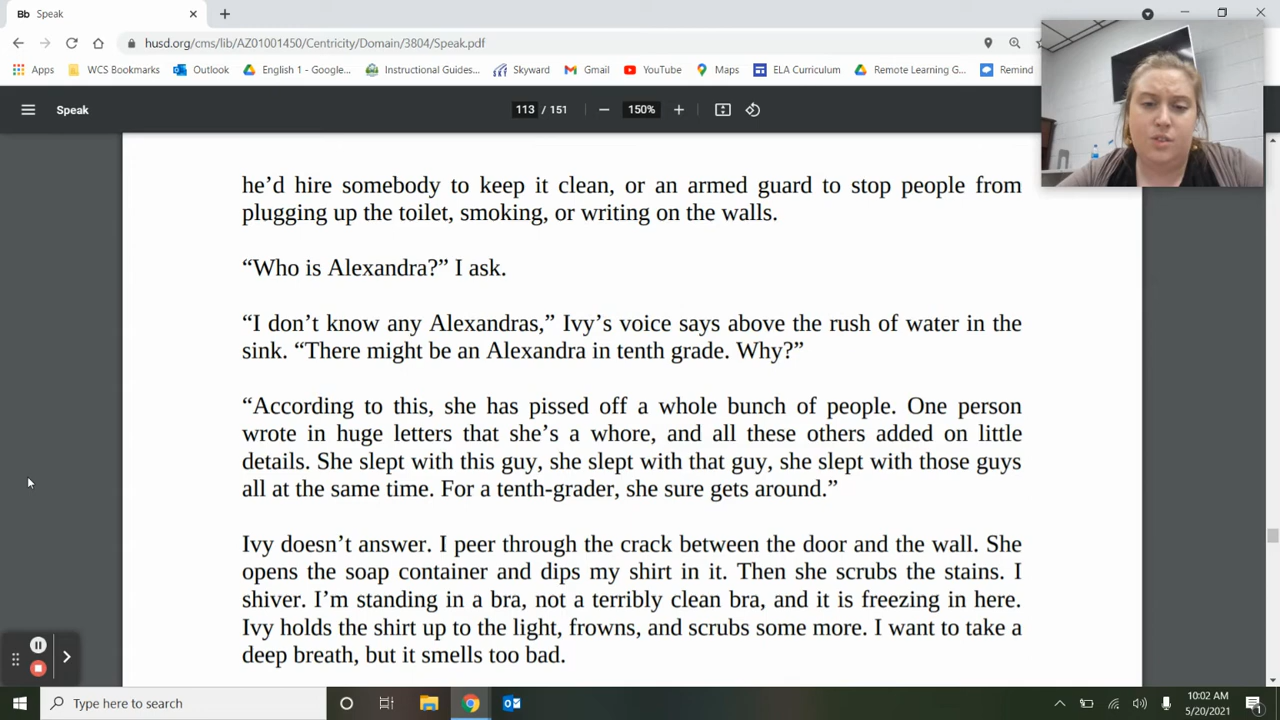 Bb Speak
husd.org/cms/lib/AZ01001450/Centricity/Domain/3804/Speak.pdf
Apps WCS Bookmarks Outlook English 1 - Google... Instructional Guides... Skyward Gmail YouTube Maps ELA Curriculum Remote Learning G... Remind
Speak 113 / 151 150%
he’d hire somebody to keep it clean, or an armed guard to stop people from
plugging up the toilet, smoking, or writing on the walls.
“Who is Alexandra?” I ask.
“I don’t know any Alexandras,” Ivy’s voice says above the rush of water in the
sink. “There might be an Alexandra in tenth grade. Why?”
“According to this, she has pissed off a whole bunch of people. One person
wrote in huge letters that she’s a whore, and all these others added on little
details. She slept with this guy, she slept with that guy, she slept with those guys
all at the same time. For a tenth-grader, she sure gets around.”
Ivy doesn’t answer. I peer through the crack between the door and the wall. She
opens the soap container and dips my shirt in it. Then she scrubs the stains. I
shiver. I’m standing in a bra, not a terribly clean bra, and it is freezing in here.
Ivy holds the shirt up to the light, frowns, and scrubs some more. I want to take a
deep breath, but it smells too bad.
Type here to search
10:02 AM
5/20/2021
1